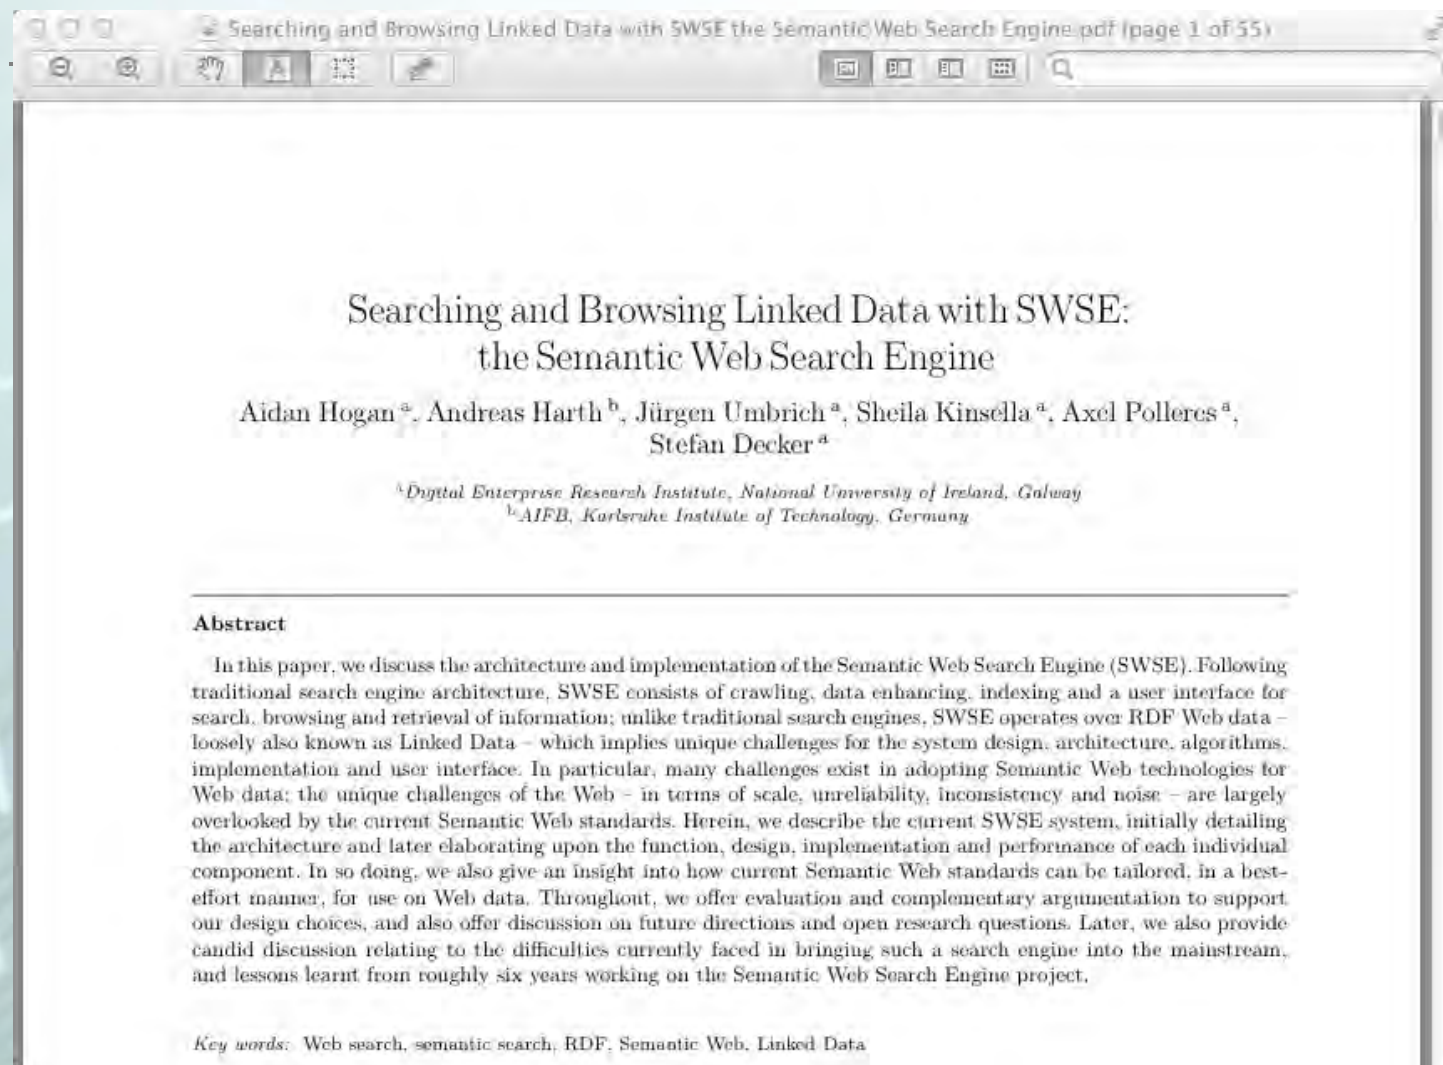 Searching and Browsing Linked Data with SWSE the Semantic Web Search Engine.pdf (page 1 of 55)
Searching and Browsing Linked Data with SWSE:
the Semantic Web Search Engine
Aidan Hogan a, Andreas Harth b, Jürgen Umbrich a, Sheila Kinsella a, Axel Polleres a,
Stefan Decker a
a Digital Enterprise Research Institute, National University of Ireland, Galway
b AIFB, Karlsruhe Institute of Technology, Germany
Abstract
In this paper, we discuss the architecture and implementation of the Semantic Web Search Engine (SWSE). Following
traditional search engine architecture, SWSE consists of crawling, data enhancing, indexing and a user interface for
search, browsing and retrieval of information; unlike traditional search engines, SWSE operates over RDF Web data –
loosely also known as Linked Data – which implies unique challenges for the system design, architecture, algorithms,
implementation and user interface. In particular, many challenges exist in adopting Semantic Web technologies for
Web data: the unique challenges of the Web – in terms of scale, unreliability, inconsistency and noise – are largely
overlooked by the current Semantic Web standards. Herein, we describe the current SWSE system, initially detailing
the architecture and later elaborating upon the function, design, implementation and performance of each individual
component. In so doing, we also give an insight into how current Semantic Web standards can be tailored, in a best-
effort manner, for use on Web data. Throughout, we offer evaluation and complementary argumentation to support
our design choices, and also offer discussion on future directions and open research questions. Later, we also provide
candid discussion relating to the difficulties currently faced in bringing such a search engine into the mainstream,
and lessons learnt from roughly six years working on the Semantic Web Search Engine project.
Key words: Web search, semantic search, RDF, Semantic Web, Linked Data